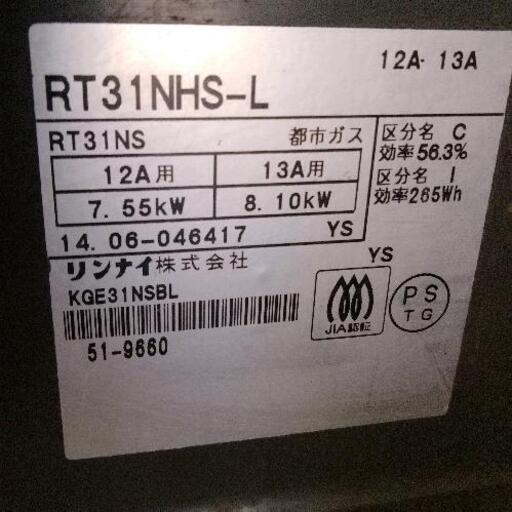 12A・13A
RT31NHS-L
RT31NS 都市ガス
12A用 13A用
7.55kW 8.10kW
区分名 C
効率56.3%
区分名 I
効率265Wh
14.06-046417 YS
リンナイ株式会社
YS
KGE31NSBL
51-9660
JIA認証
PS
TG